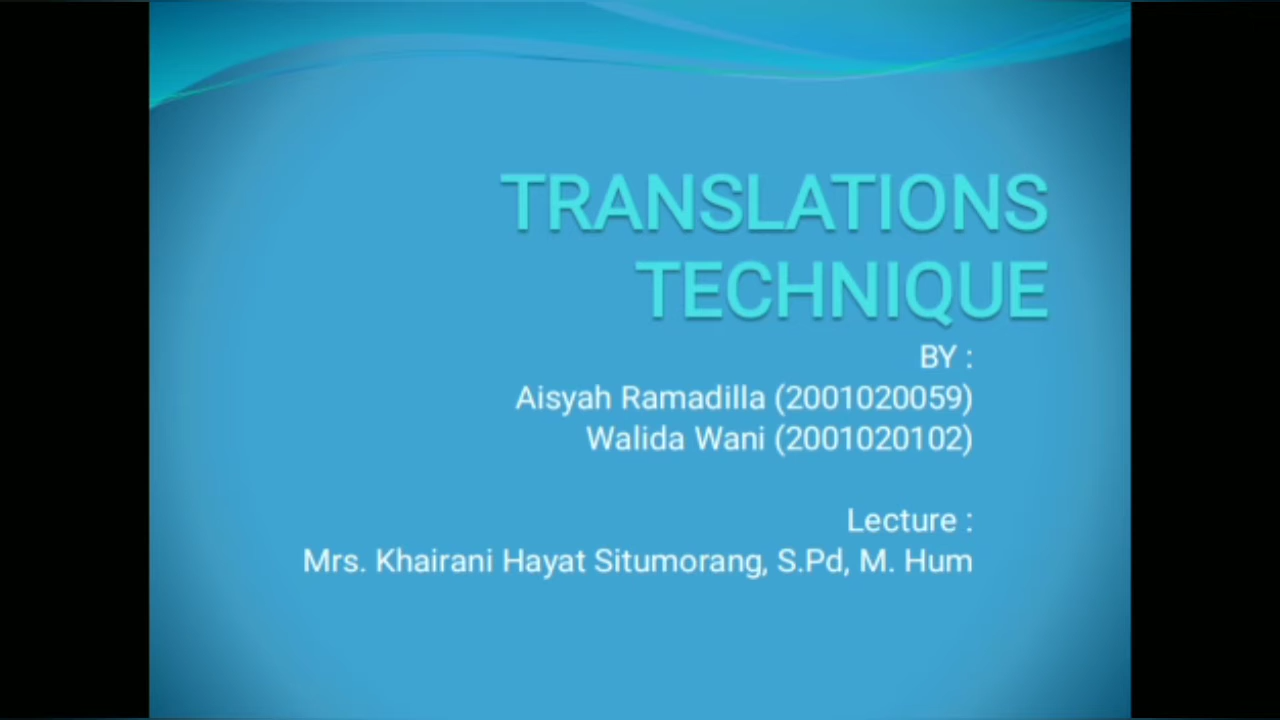 TRANSLATIONS
TECHNIQUE
BY :
Aisyah Ramadilla (2001020059)
Walida Wani (2001020102)
Lecture :
Mrs. Khairani Hayat Situmorang, S.Pd, M. Hum